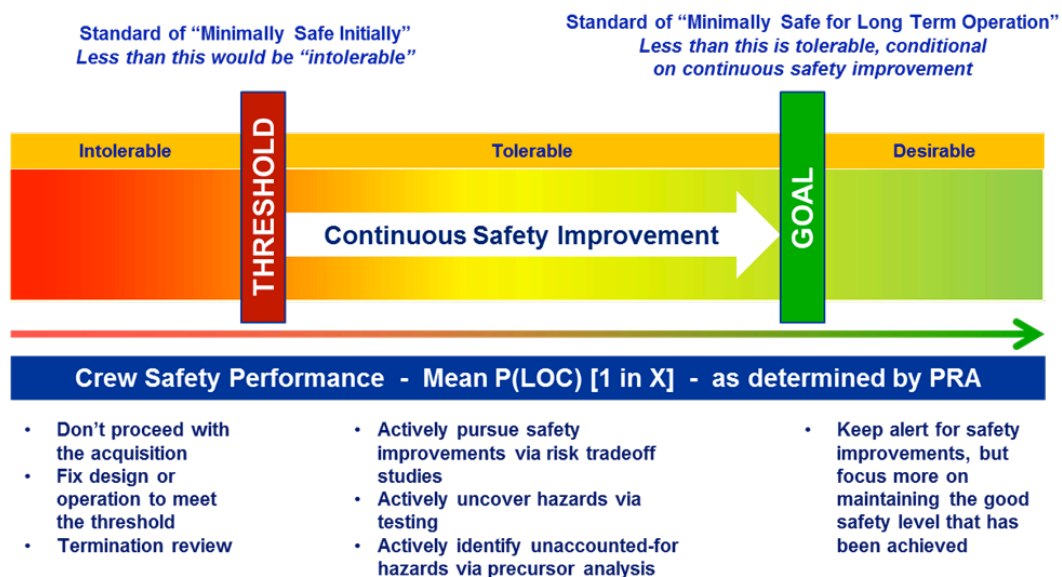 Standard of “Minimally Safe Initially”
Less than this would be “intolerable”
Standard of “Minimally Safe for Long Term Operation”
Less than this is tolerable, conditional
on continuous safety improvement
Intolerable
THRESHOLD
Tolerable
GOAL
Desirable
Continuous Safety Improvement
Crew Safety Performance - Mean P(LOC) [1 in X] - as determined by PRA
• Don’t proceed with
the acquisition
• Fix design or
operation to meet
the threshold
• Termination review
• Actively pursue safety
improvements via risk tradeoff
studies
• Actively uncover hazards via
testing
• Actively identify unaccounted-for
hazards via precursor analysis
• Keep alert for safety
improvements, but
focus more on
maintaining the good
safety level that has
been achieved